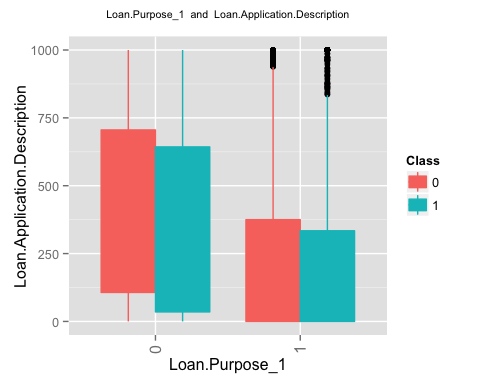 Loan.Purpose_1 and Loan.Application.Description
Loan.Application.Description
1000
750
500
250
0
0
1
Loan.Purpose_1
Class
0
1